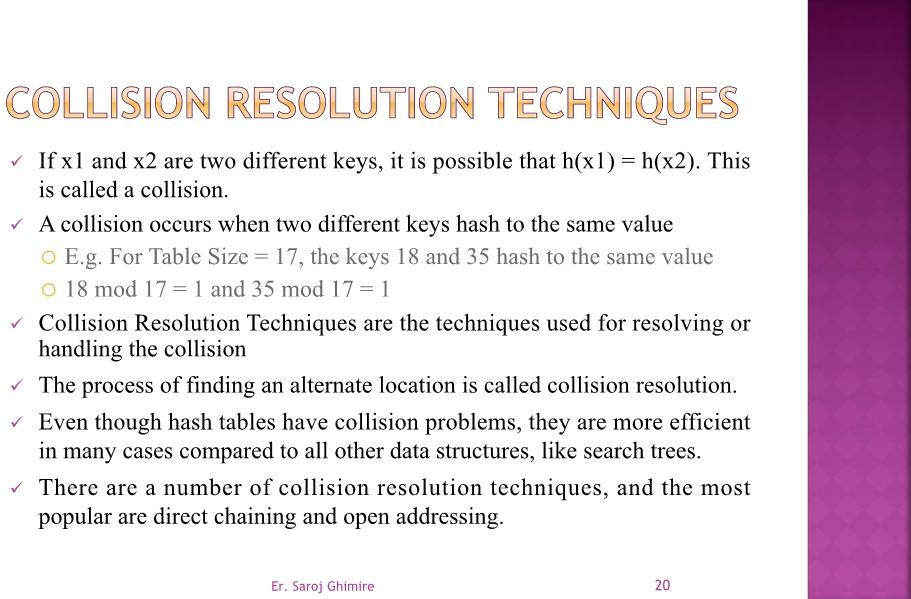 COLLISION RESOLUTION TECHNIQUES
✓ If x1 and x2 are two different keys, it is possible that h(x1) = h(x2). This
is called a collision.
✓ A collision occurs when two different keys hash to the same value
○ E.g. For Table Size = 17, the keys 18 and 35 hash to the same value
○ 18 mod 17 = 1 and 35 mod 17 = 1
✓ Collision Resolution Techniques are the techniques used for resolving or
handling the collision
✓ The process of finding an alternate location is called collision resolution.
✓ Even though hash tables have collision problems, they are more efficient
in many cases compared to all other data structures, like search trees.
✓ There are a number of collision resolution techniques, and the most
popular are direct chaining and open addressing.
Er. Saroj Ghimire 20